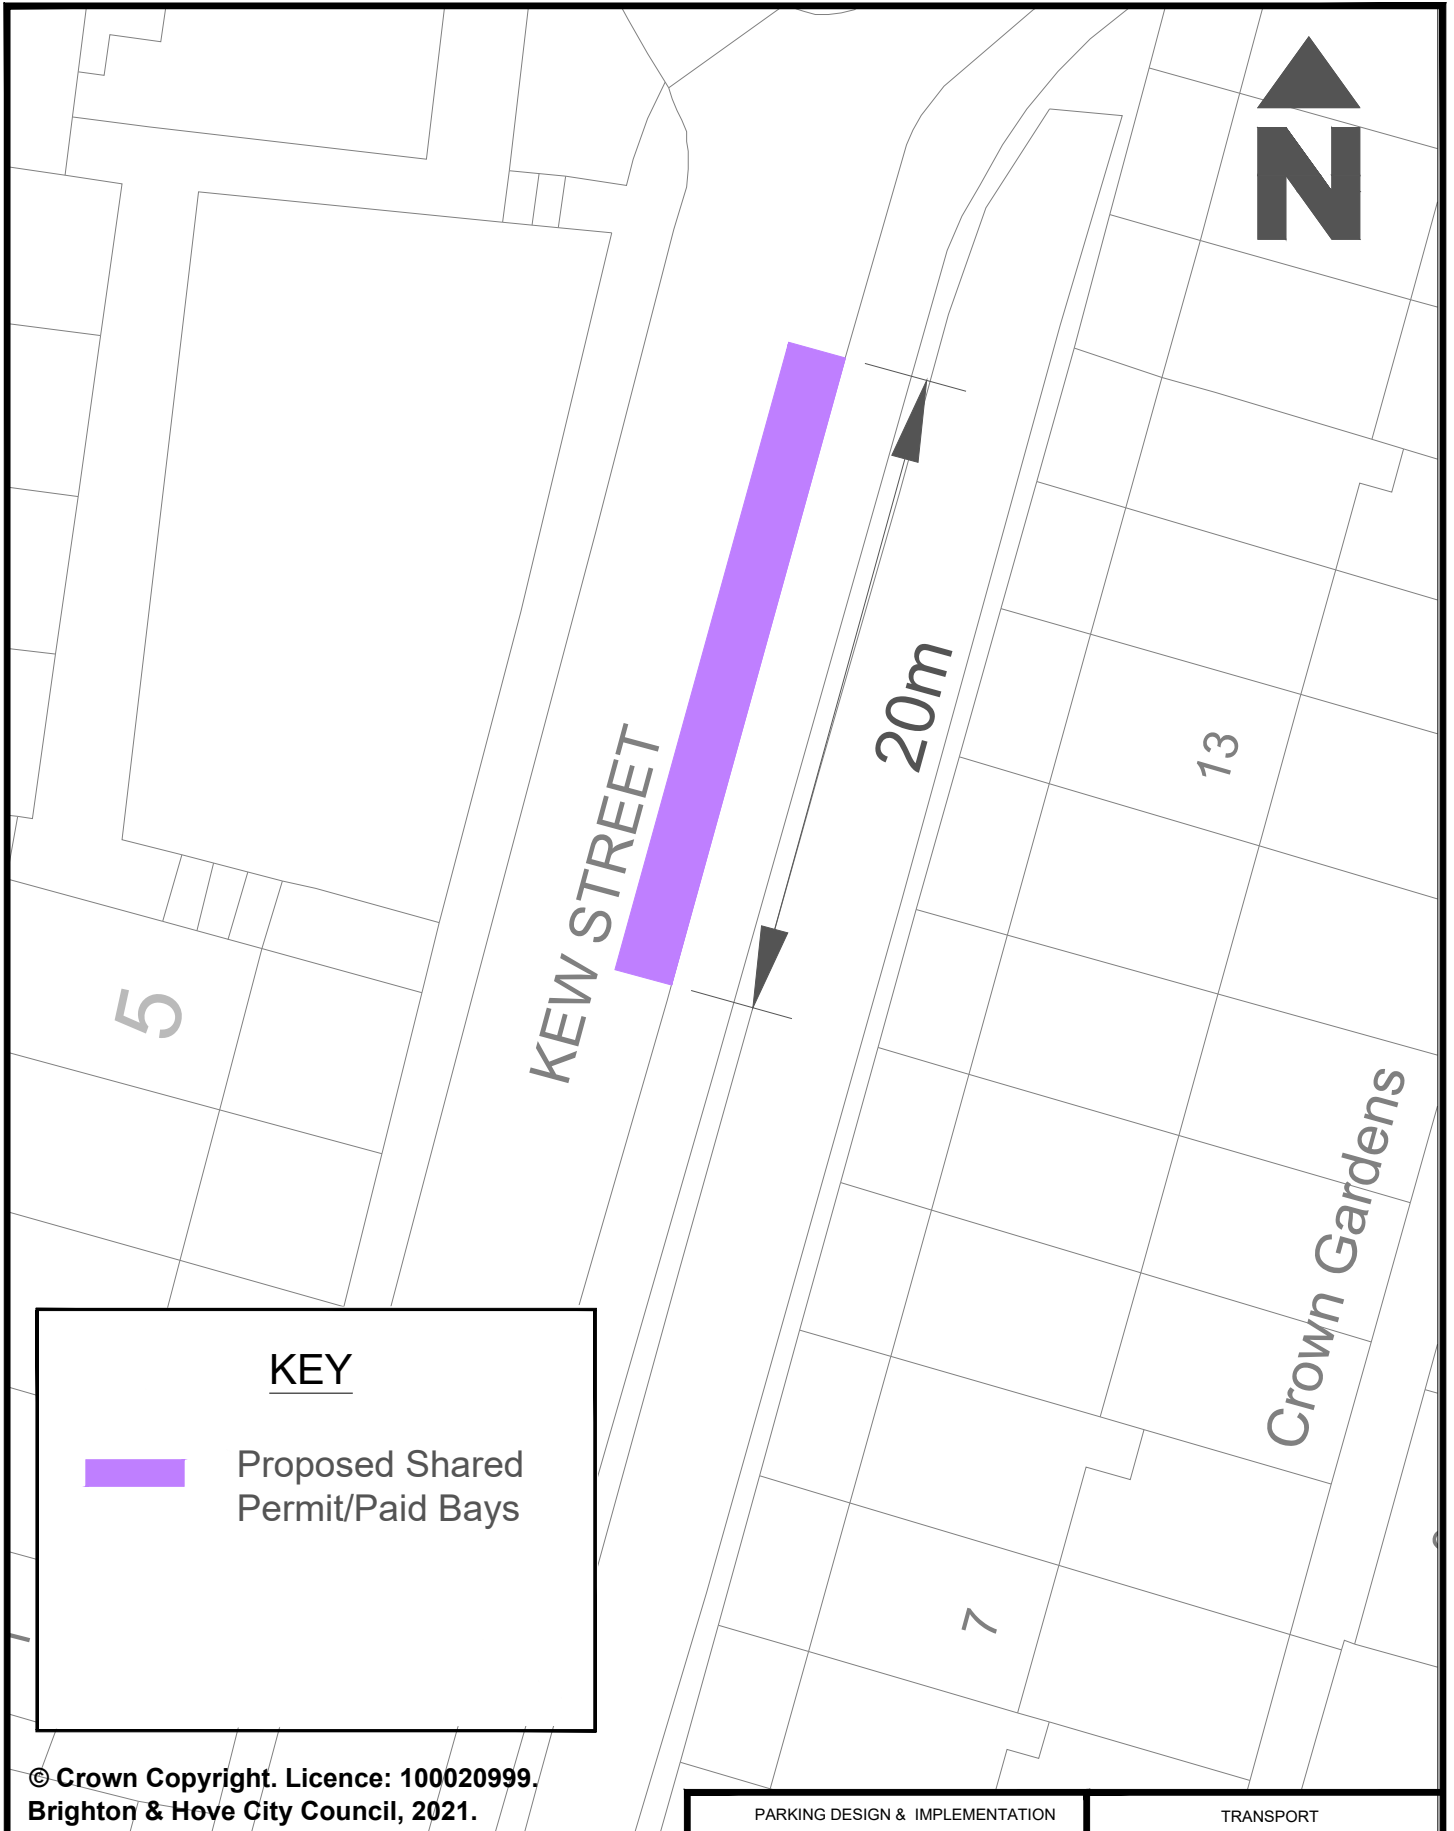 N
20m
KEW STREET
13
5
Crown Gardens
KEY
Proposed Shared
Permit/Paid Bays
7
© Crown Copyright. Licence: 100020999.
Brighton & Hove City Council, 2021.
PARKING DESIGN & IMPLEMENTATION
TRANSPORT